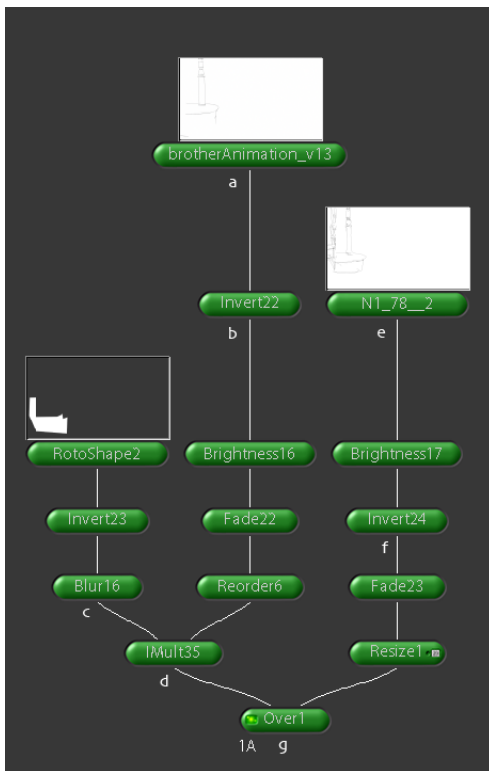 brotherAnimation_v13
a
Invert22
N1_78__2
b
e
RotoShape2
Brightness16
Brightness17
Invert23
Fade22
Invert24
f
Blur16
Reorder6
Fade23
c
IMult35
Resize1
d
Over1
1A g